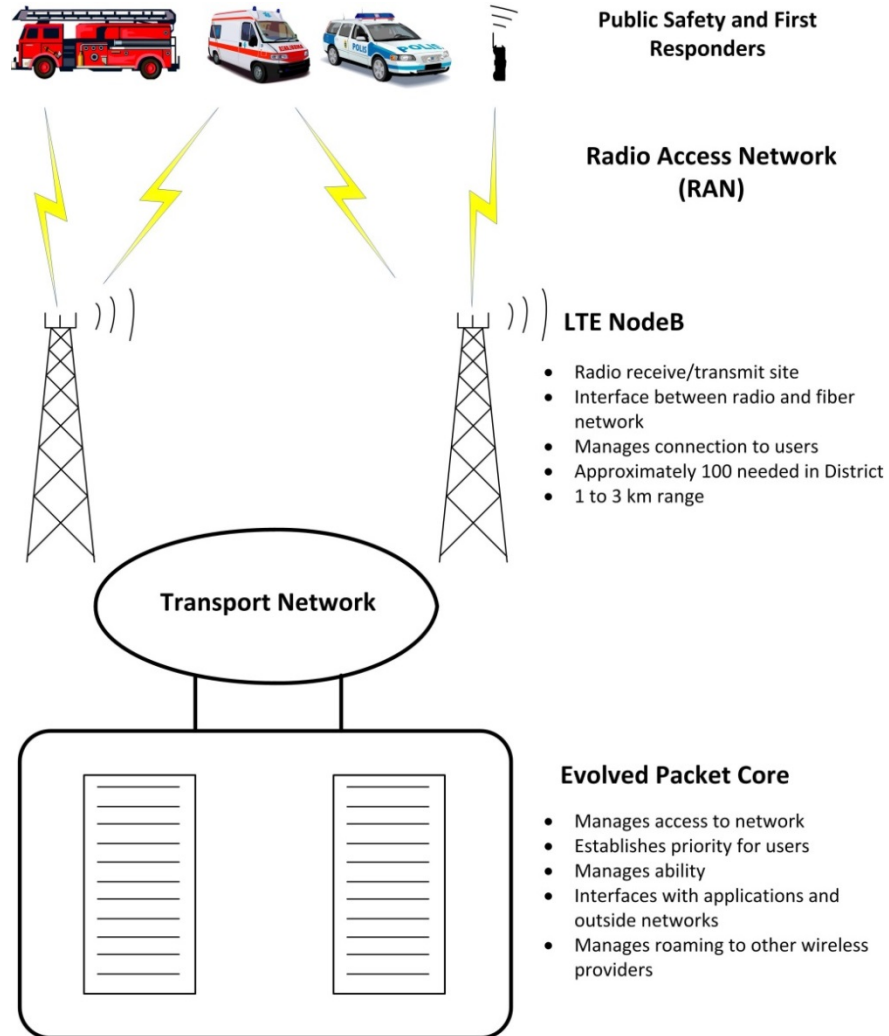 Public Safety and First
Responders
POLIS
POLIS
Radio Access Network
(RAN)
LTE NodeB
• Radio receive/transmit site
• Interface between radio and fiber
network
• Manages connection to users
• Approximately 100 needed in District
• 1 to 3 km range
Transport Network
Evolved Packet Core
• Manages access to network
• Establishes priority for users
• Manages ability
• Interfaces with applications and
outside networks
• Manages roaming to other wireless
providers